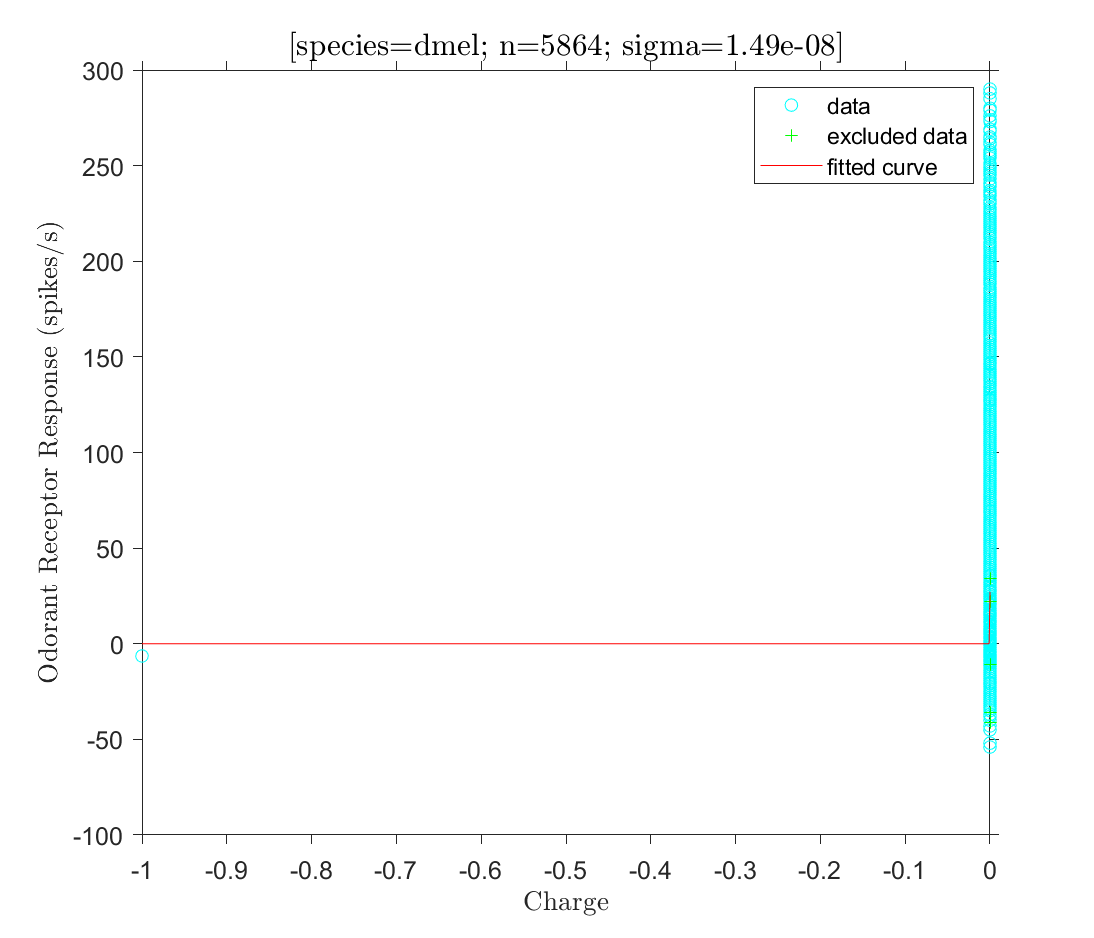 [species=dmel; n=5864; sigma=1.49e-08]
300
250
200
150
100
50
0
-50
-100
Odorant Receptor Response (spikes/s)
data
excluded data
fitted curve
-1 -0.9 -0.8 -0.7 -0.6 -0.5 -0.4 -0.3 -0.2 -0.1 0
Charge